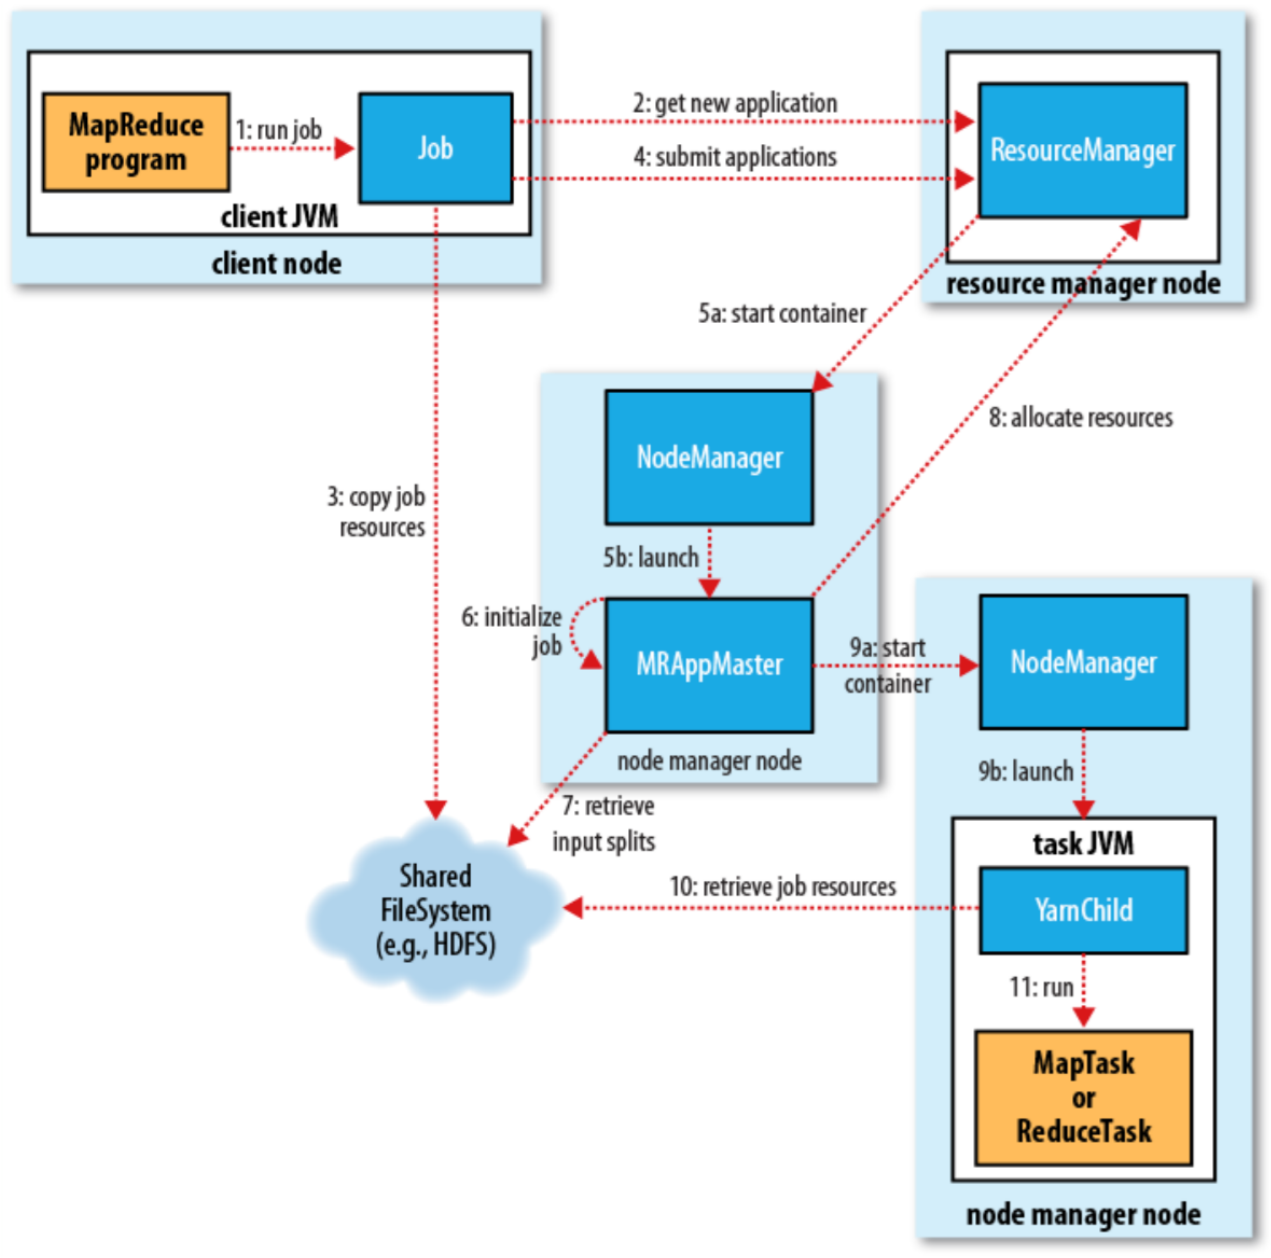 MapReduce
program
1: run job
Job
client JVM
client node
2: get new application
4: submit applications
ResourceManager
resource manager node
5a: start container
8: allocate resources
3: copy job
resources
NodeManager
5b: launch
6: initialize
job
MRAppMaster
node manager node
9a: start
container
NodeManager
9b: launch
7: retrieve
input splits
task JVM
Shared
FileSystem
(e.g., HDFS)
10: retrieve job resources
YarnChild
11: run
MapTask
or
ReduceTask
node manager node